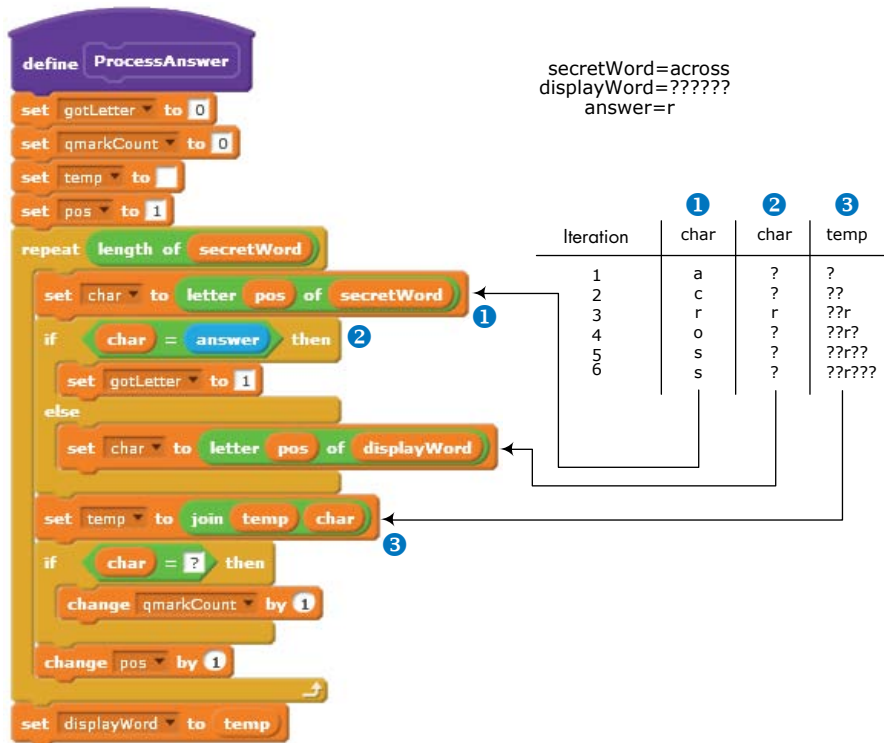 define ProcessAnswer
set gotLetter to 0
set qmarkCount to 0
set temp to
set pos to 1
repeat length of secretWord
set char to letter pos of secretWord
1
if char = answer then 2
set gotLetter to 1
else
set char to letter pos of displayWord
set temp to join temp char
3
if char = ? then
change qmarkCount by 1
change pos by 1
set displayWord to temp
secretWord=across
displayWord=??????
answer=r
1 2 3
Iteration char char temp
1 a ? ?
2 c ? ??
3 r r ??r
4 o ? ??r?
5 s ? ??r??
6 s ? ??r???